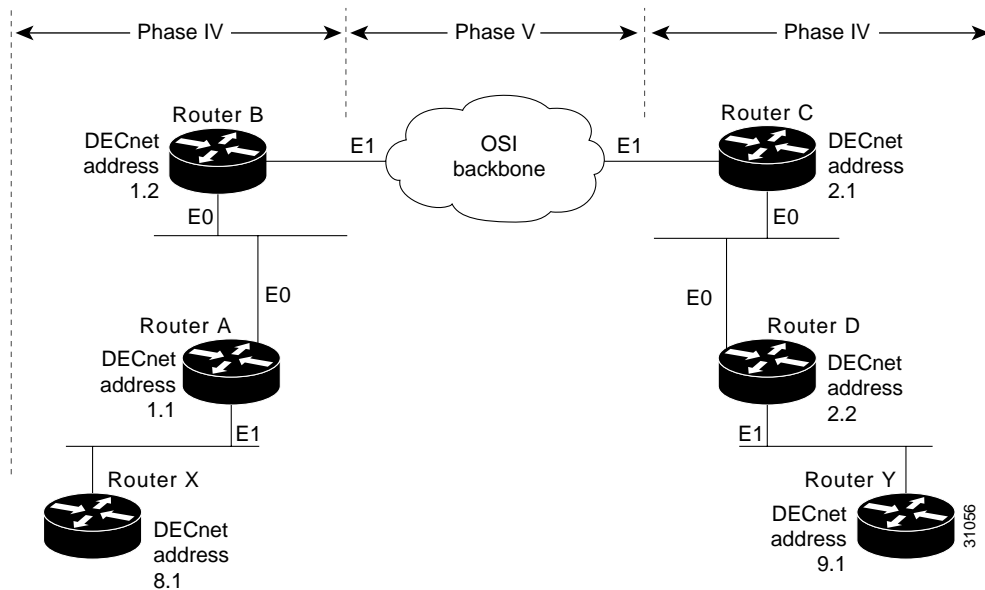 Phase IV
Phase V
Phase IV
Router B
DECnet
address
1.2
E1
E0
OSI
backbone
Router C
E1
DECnet
address
2.1
E0
E0
Router A
DECnet
address
1.1
E1
E0
Router D
DECnet
address
2.2
E1
Router X
DECnet
address
8.1
Router Y
DECnet
address
9.1
31056